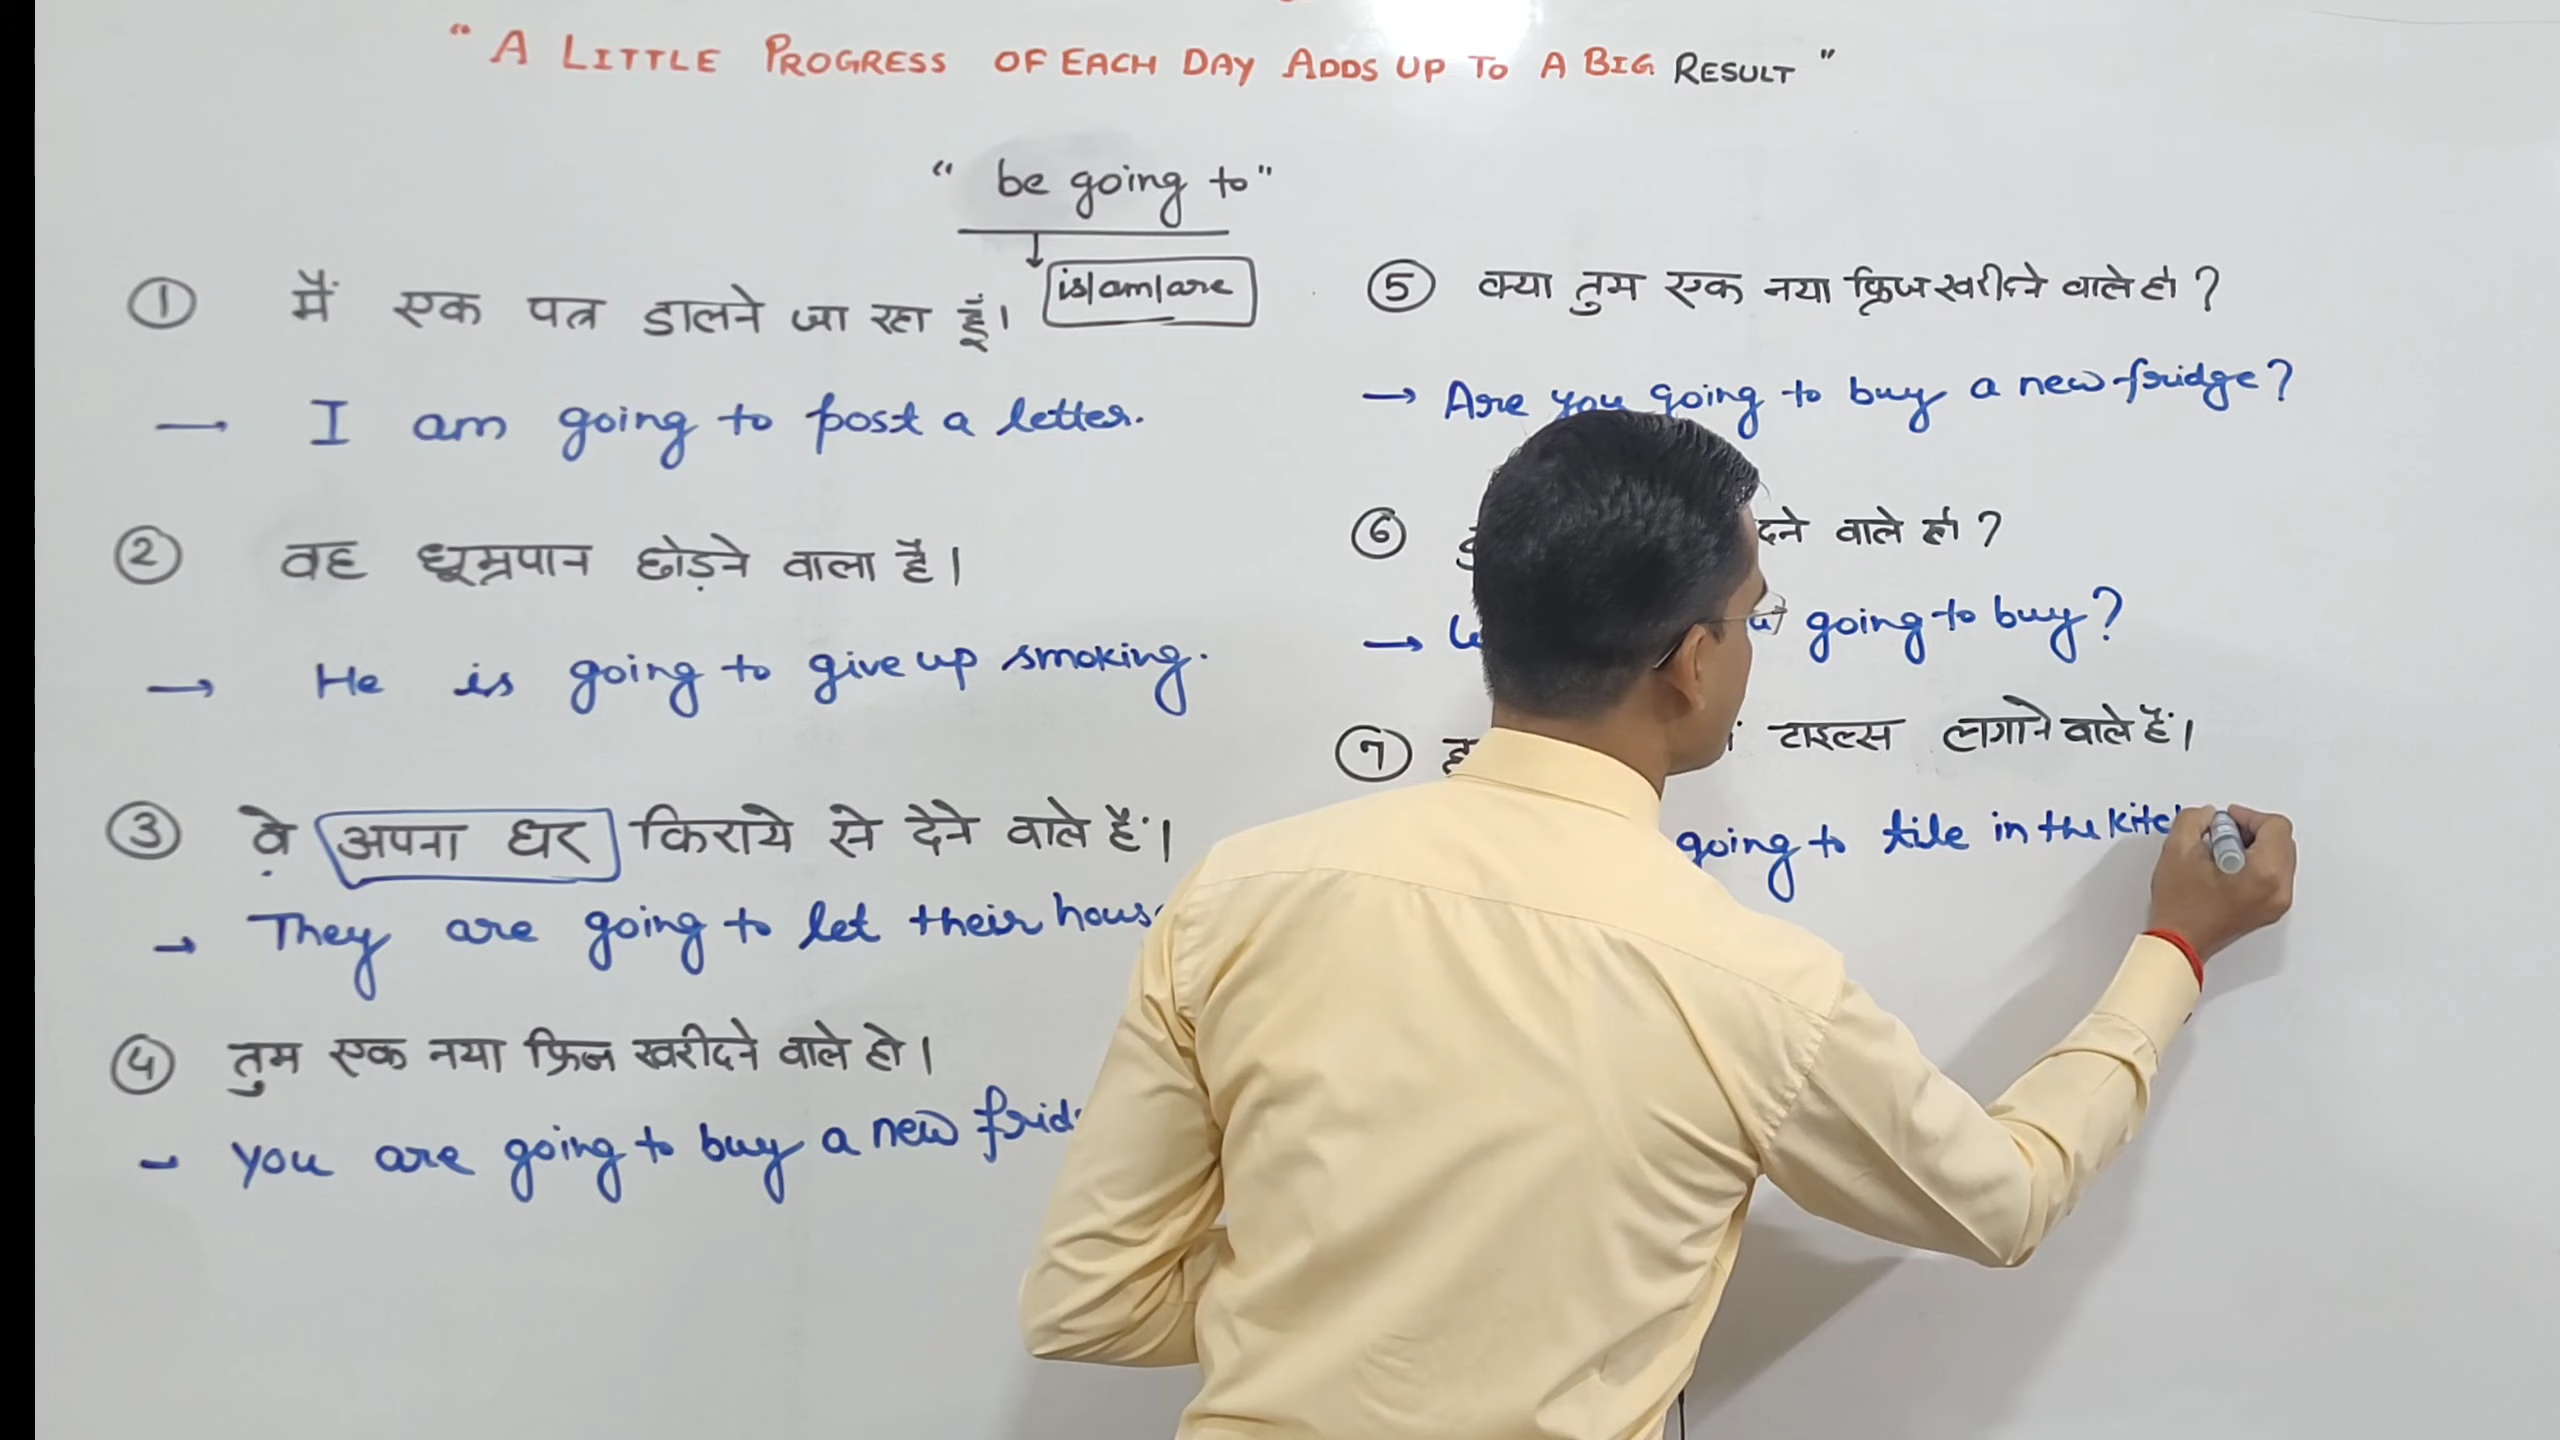 " A LITTLE PROGRESS OF EACH DAY ADDS UP TO A BIG RESULT "
" be going to "
is/am/are
① मैं एक पत्र डालने जा रहा हूँ।
→ I am going to post a letter.
② वह धूम्रपान छोड़ने वाला है।
→ He is going to give up smoking.
③ वे अपना घर किराये से देने वाले हैं।
→ They are going to let their
④ तुम एक नया फ्रिज खरीदने वाले हो।
→ You are going to buy a new
⑤ क्या तुम एक नया फ्रिज खरीदने वाले हो ?
→ Are you going to buy a new fridge?
⑥ वाले हो ?
→ going to buy?
⑦ टाइल्स लागाने वाले हैं।
going to tile in the